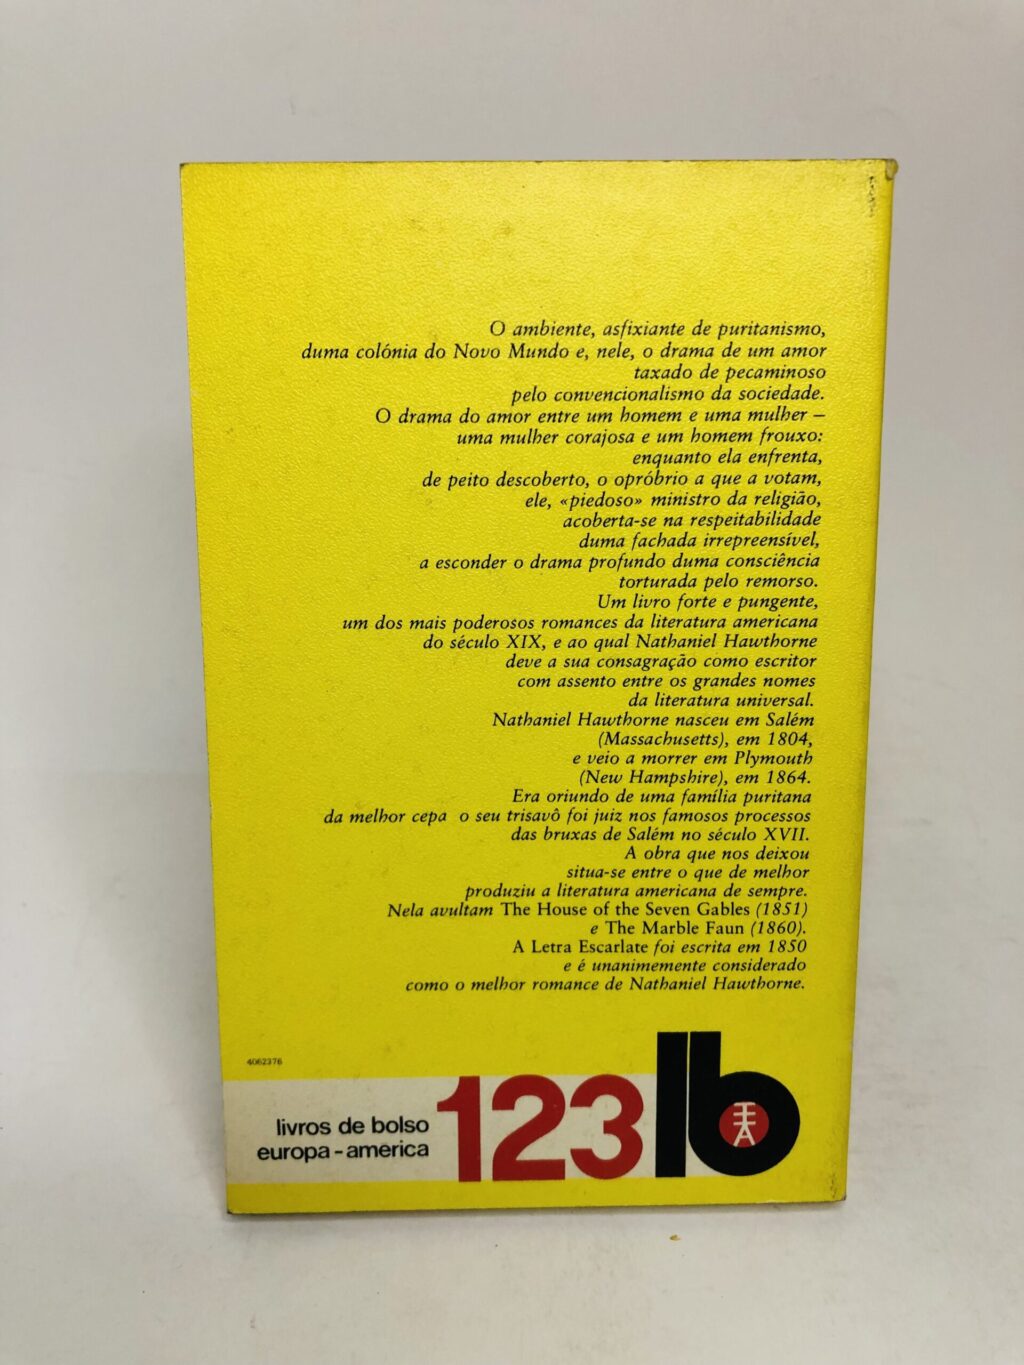 O ambiente, asfixiante de puritanismo,
duma colónia do Novo Mundo e, nele, o drama de um amor
taxado de pecaminoso
pelo convencionalismo da sociedade.
O drama do amor entre um homem e uma mulher –
uma mulher corajosa e um homem frouxo:
enquanto ela enfrenta,
de peito descoberto, o opróbrio a que a votam,
ele, «piedoso» ministro da religião,
acoberta-se na respeitabilidade
duma fachada irrepreensível,
a esconder o drama profundo duma consciência
torturada pelo remorso.
Um livro forte e pungente,
um dos mais poderosos romances da literatura americana
do século XIX, e ao qual Nathaniel Hawthorne
deve a sua consagração como escritor
com assento entre os grandes nomes
da literatura universal.
Nathaniel Hawthorne nasceu em Salém
(Massachusetts), em 1804,
e veio a morrer em Plymouth
(New Hampshire), em 1864.
Era oriundo de uma família puritana
da melhor cepa o seu trisavô foi juiz nos famosos processos
das bruxas de Salém no século XVII.
A obra que nos deixou
situa-se entre o que de melhor
produziu a literatura americana de sempre.
Nela avultam The House of the Seven Gables (1851)
e The Marble Faun (1860).
A Letra Escarlate foi escrita em 1850
e é unanimemente considerado
como o melhor romance de Nathaniel Hawthorne.
4062376
livros de bolso
europa-america
123
lb